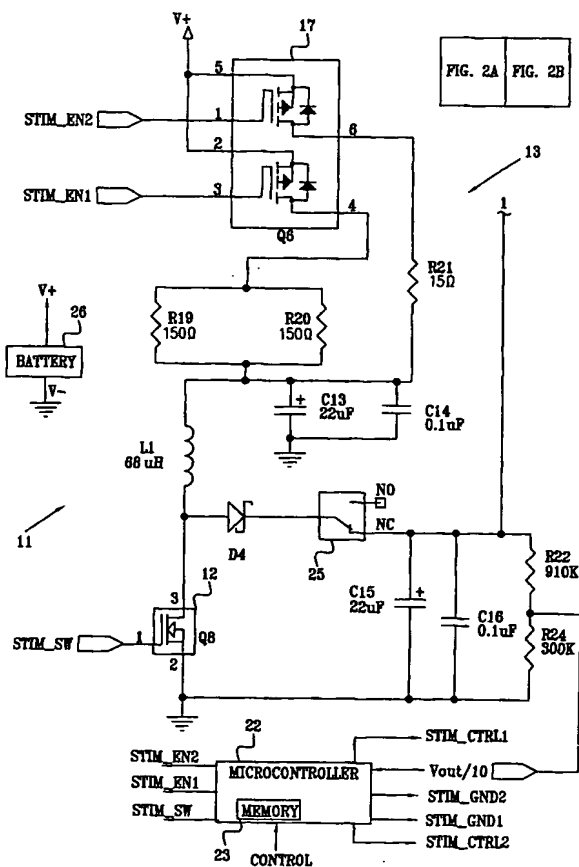 V+
17
FIG. 2A
FIG. 2B
5
STIM_EN2
1
6
2
13
STIM_EN1
3
4
1
Q6
R21
15Ω
V+
26
R19
150Ω
R20
150Ω
BATTERY
V-
C13
22uF
C14
0.1uF
L1
68 uH
NO
NC
11
D4
25
R22
910K
12
C15
22uF
3
C16
0.1uF
R24
300K
STIM_SW
1
Q8
2
22
STIM_CTRL1
STIM_EN2
MICROCONTROLLER
Vout/10
STIM_EN1
STIM_GND2
STIM_SW
MEMORY
STIM_GND1
23
CONTROL
STIM_CTRL2